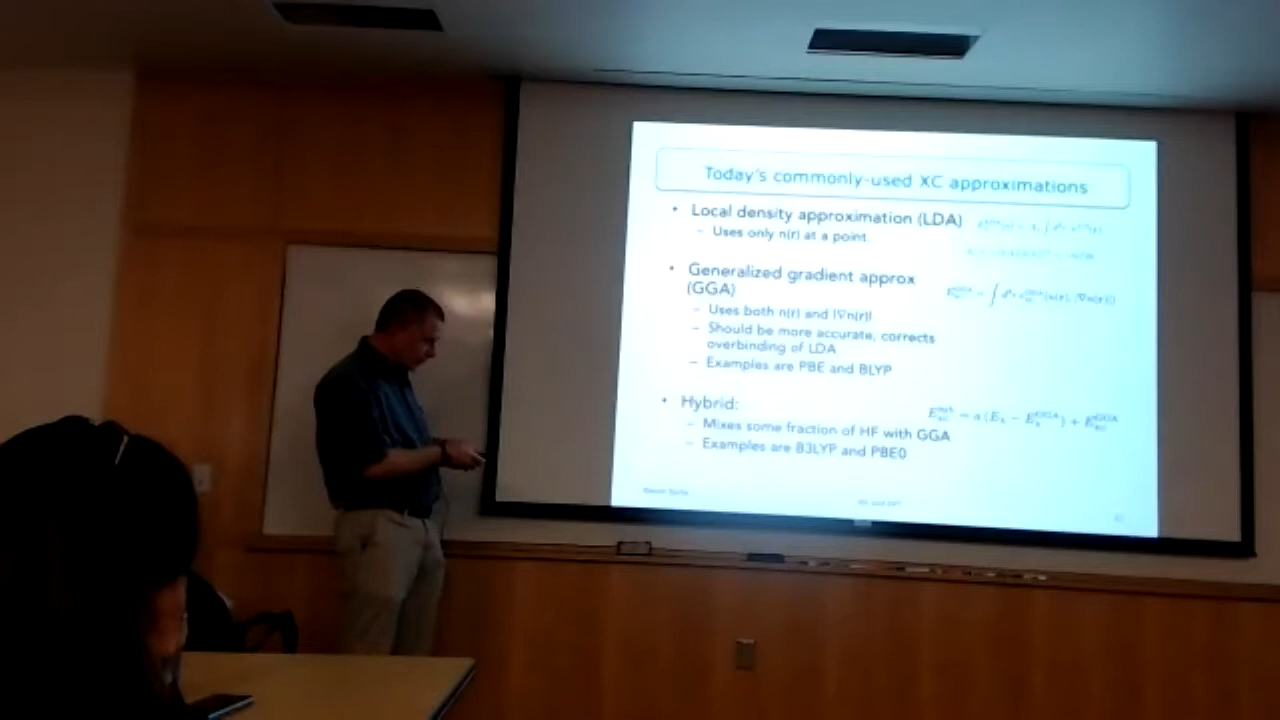 Today's commonly-used XC approximations
• Local density approximation (LDA)
– Uses only n(r) at a point.
• Generalized gradient approx
(GGA)
– Uses both n(r) and |∇n(r)|
– Should be more accurate, corrects
overbinding of LDA
– Examples are PBE and BLYP
• Hybrid:
– Mixes some fraction of HF with GGA
– Examples are B3LYP and PBE0